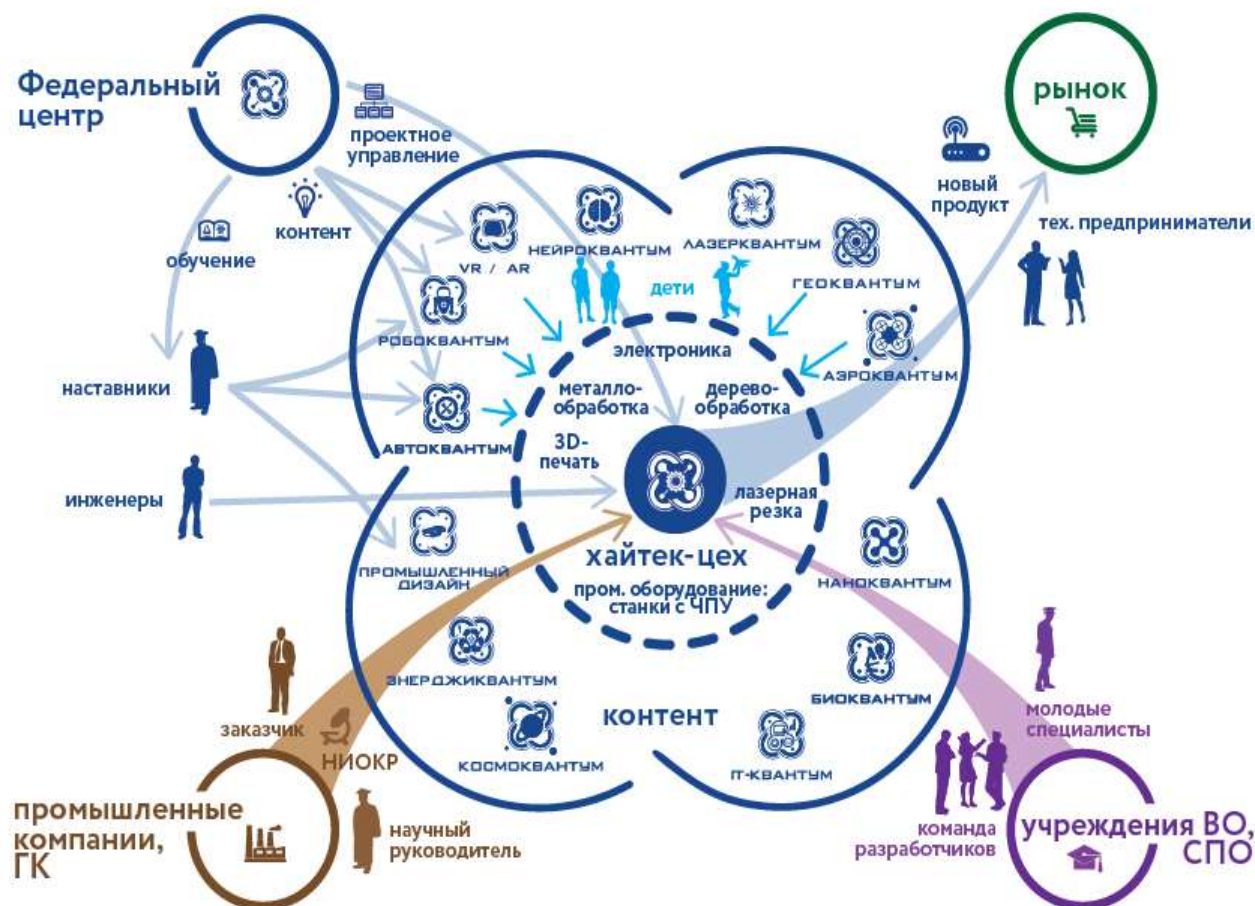 Федеральный
центр
проектное
управление
контент
обучение
рынок
новый
продукт
тех. предприниматели
НЕЙРОКВАНТУМ
ЛАЗЕРКВАНТУМ
VR / AR
ГЕОКВАНТУМ
дети
РОБОКВАНТУМ
электроника
АЭРОКВАНТУМ
наставники
металло-
обработка
дерево-
обработка
АВТОКВАНТУМ
3D-
печать
инженеры
лазерная
резка
хайтек-цех
пром. оборудование:
станки с ЧПУ
ПРОМЫШЛЕННЫЙ
ДИЗАЙН
НАНОКВАНТУМ
ЭНЕРДЖИКВАНТУМ
БИОКВАНТУМ
контент
КОСМОКВАНТУМ
IT-КВАНТУМ
заказчик
НИОКР
молодые
специалисты
промышленные
компании,
ГК
научный
руководитель
команда
разработчиков
учреждения ВО,
СПО